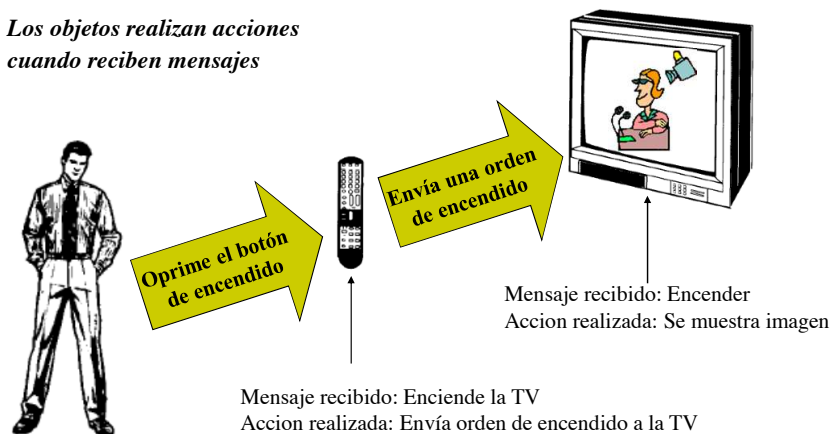 Los objetos realizan acciones
cuando reciben mensajes
Oprime el botón
de encendido
Envía una orden
de encendido
Mensaje recibido: Encender
Accion realizada: Se muestra imagen
Mensaje recibido: Enciende la TV
Accion realizada: Envía orden de encendido a la TV